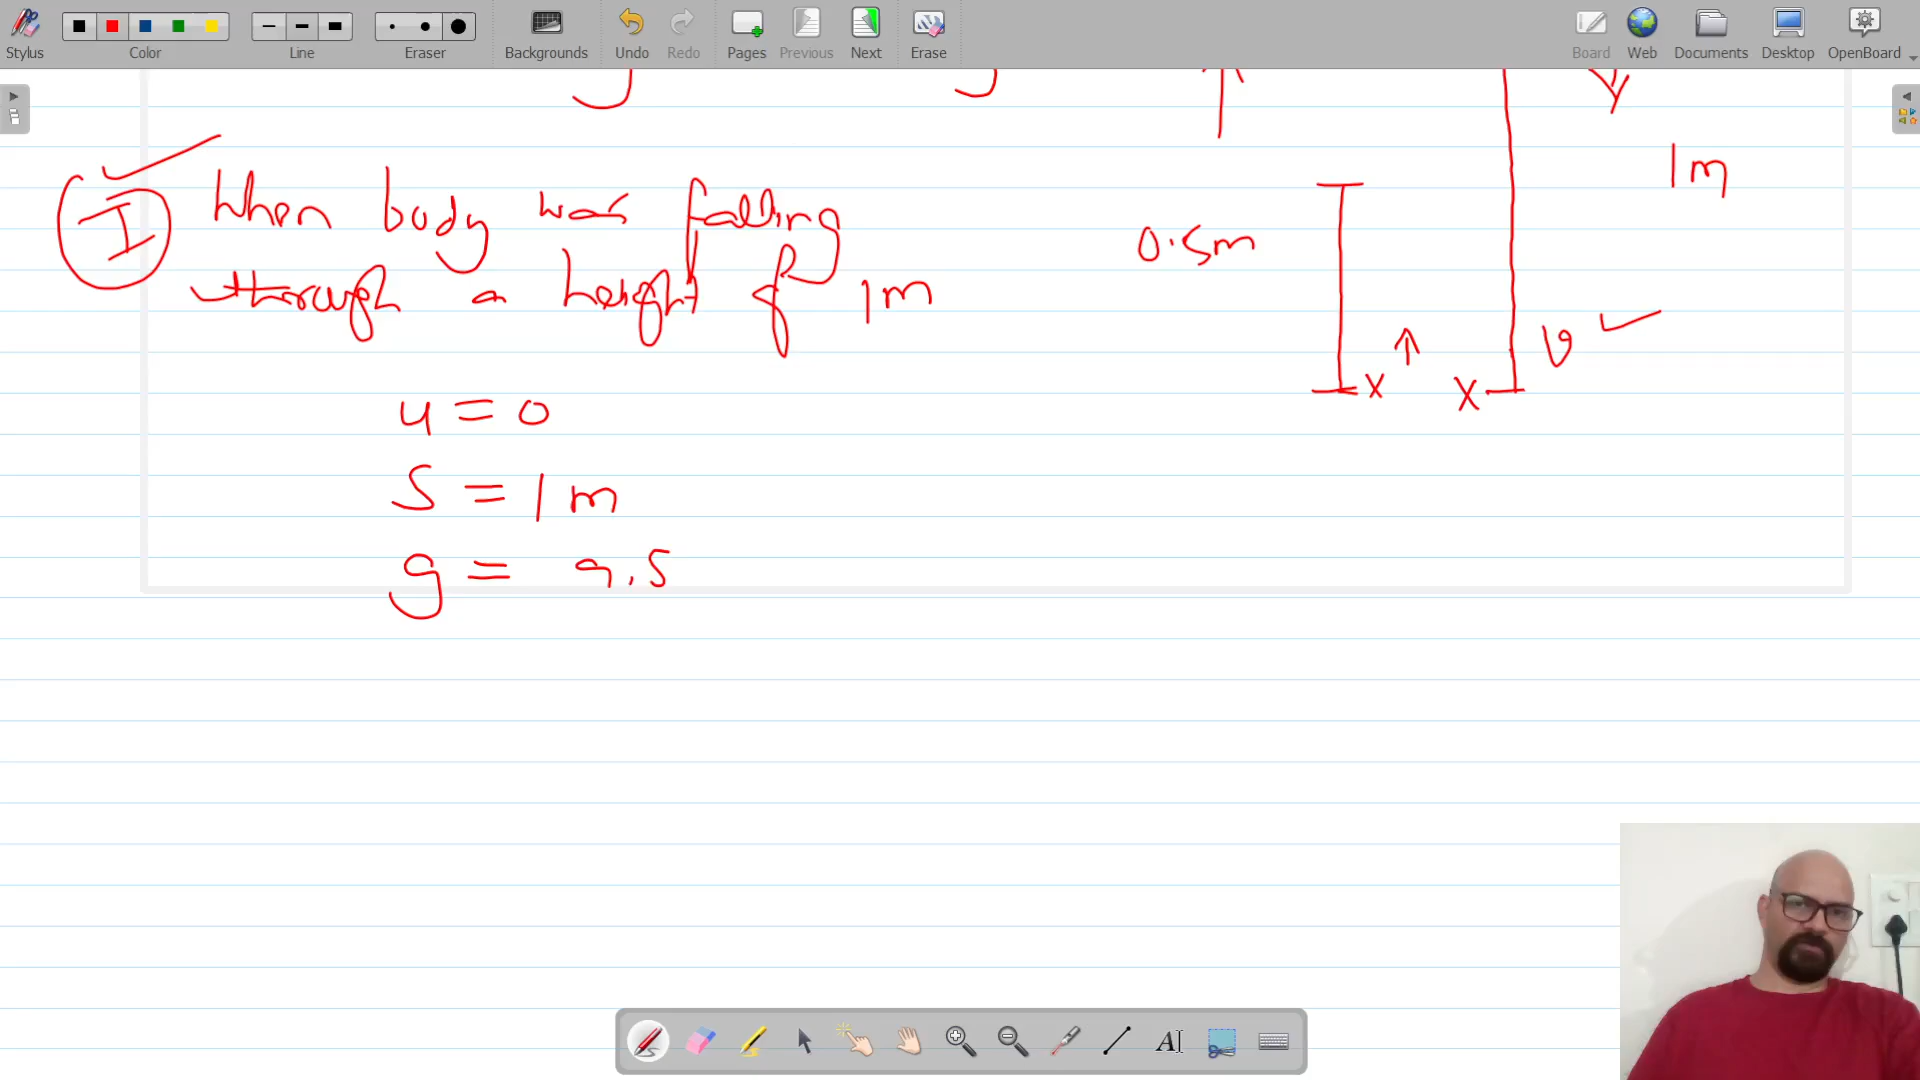 Stylus Color Line Eraser Backgrounds Undo Redo Pages Previous Next Erase Board Web Documents Desktop OpenBoard
1m
I When body was falling
through a height of 1m
0.5m
v
x x
u = 0
S = 1 m
g = 9.5